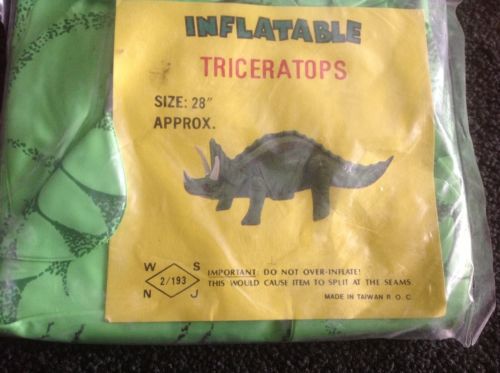 INFLATABLE
TRICERATOPS
SIZE: 28"
APPROX.
W S
2/193
N J
IMPORTANT: DO NOT OVER-INFLATE!
THIS WOULD CAUSE ITEM TO SPLIT AT THE SEAMS
MADE IN TAIWAN R. O. C.